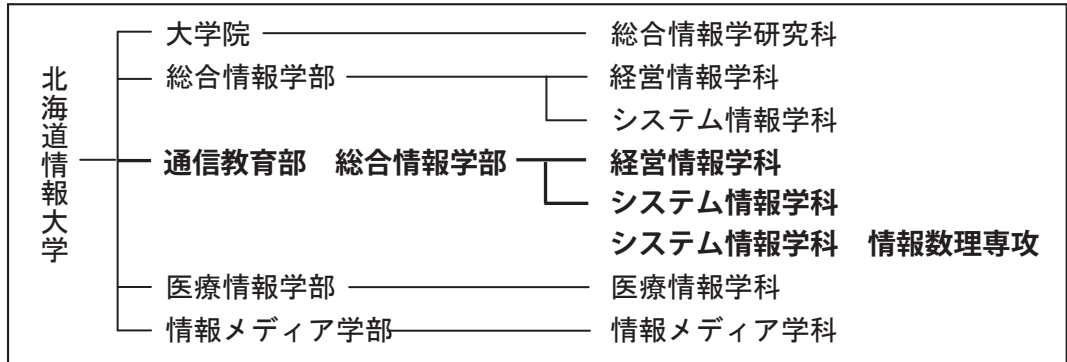 北海道情報大学
大学院 総合情報学研究科
総合情報学部 経営情報学科
システム情報学科
通信教育部 総合情報学部 経営情報学科
システム情報学科
システム情報学科 情報数理専攻
医療情報学部 医療情報学科
情報メディア学部 情報メディア学科